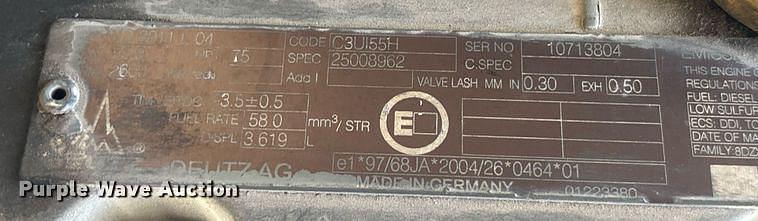 04 CODE C3UI55H SER NO 10713804
75 SPEC 25008962 C.SPEC
Add l VALVE LASH MM IN 0.30 EXH 0.50
3.5±0.5
FUEL RATE 58.0 mm³/STR
DISPL 3.619 L
E
DEUTZ AG e1*97/68JA*2004/26*0464*01
MADE IN GERMANY 01223380
THIS ENGINE
REGULATIONS
FUEL: DIESEL
LOW SULFUR
ECS: DDI, TC
DATE OF MA
FAMILY:8DZX
Purple Wave Auction